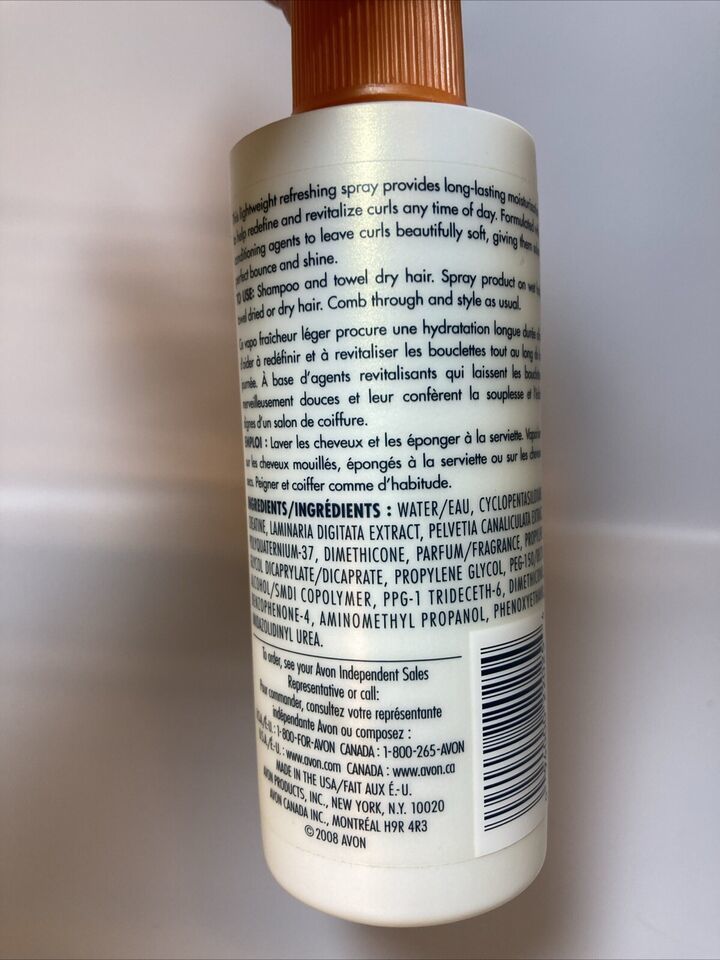 This lightweight refreshing spray provides long-lasting
to help redefine and revitalize curls any time of day. Formulated
conditioning agents to leave curls beautifully soft, giving them
perfect bounce and shine.
TO USE: Shampoo and towel dry hair. Spray product on wet
towel dried or dry hair. Comb through and style as usual.
Ce vapo fraîcheur léger procure une hydratation longue durée
d'aider à redéfinir et à revitaliser les bouclettes tout au long de
journée. À base d'agents revitalisants qui laissent les
merveilleusement douces et leur confèrent la souplesse et
dignes d'un salon de coiffure.
EMPLOI : Laver les cheveux et les éponger à la serviette.
sur les cheveux mouillés, épongés à la serviette ou sur les
secs. Peigner et coiffer comme d'habitude.
INGREDIENTS/INGRÉDIENTS : WATER/EAU,
LAMINARIA DIGITATA EXTRACT, PELVETIA CANALICULATA
POLYQUATERNIUM-37, DIMETHICONE, PARFUM/FRAGRANCE,
GLYCOL DICAPRYLATE/DICAPRATE, PROPYLENE GLYCOL,
ALCOHOL/SMDI COPOLYMER, PPG-1 TRIDECETH-6,
BENZOPHENONE-4, AMINOMETHYL PROPANOL,
IMIDAZOLIDINYL UREA.
To order, see your Avon Independent Sales
Representative or call:
Pour commander, consultez votre représentante
indépendante Avon ou composez :
USA/É.-U. : 1-800-FOR-AVON CANADA : 1-800-265-AVON
USA/É.-U. : www.avon.com CANADA : www.avon.ca
MADE IN THE USA/FAIT AUX É.-U.
AVON PRODUCTS, INC., NEW YORK, N.Y. 10020
AVON CANADA INC., MONTRÉAL H9R 4R3
©2008 AVON